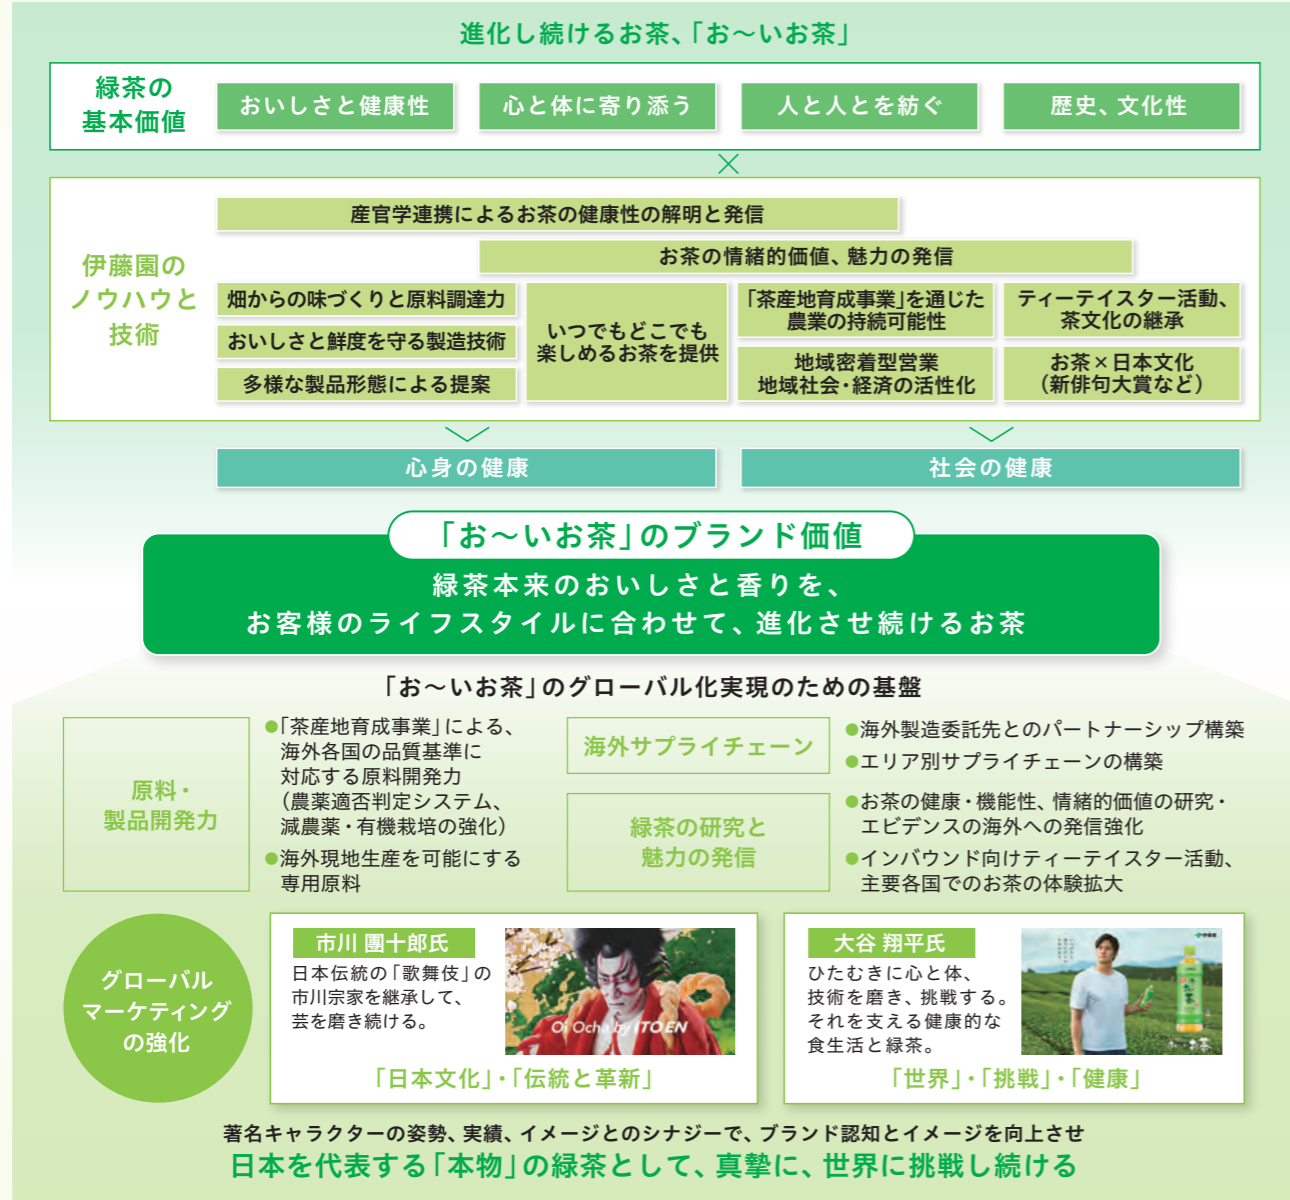 進化し続けるお茶、「お～いお茶」
緑茶の
基本価値
おいしさと健康性
心と体に寄り添う
人と人とを紡ぐ
歴史、文化性
×
伊藤園の
ノウハウと
技術
産官学連携によるお茶の健康性の解明と発信
お茶の情緒的価値、魅力の発信
畑からの味づくりと原料調達力
おいしさと鮮度を守る製造技術
多様な製品形態による提案
いつでもどこでも
楽しめるお茶を提供
「茶産地育成事業」を通じた
農業の持続可能性
地域密着型営業
地域社会・経済の活性化
ティーテイスター活動、
茶文化の継承
お茶×日本文化
（新俳句大賞など）
心身の健康
社会の健康
「お～いお茶」のブランド価値
緑茶本来のおいしさと香りを、
お客様のライフスタイルに合わせて、進化させ続けるお茶
「お～いお茶」のグローバル化実現のための基盤
原料・
製品開発力
●「茶産地育成事業」による、
海外各国の品質基準に
対応する原料開発力
（農薬適否判定システム、
減農薬・有機栽培の強化）
●海外現地生産を可能にする
専用原料
海外サプライチェーン
●海外製造委託先とのパートナーシップ構築
●エリア別サプライチェーンの構築
緑茶の研究と
魅力の発信
●お茶の健康・機能性、情緒的価値の研究・
エビデンスの海外への発信強化
●インバウンド向けティーテイスター活動、
主要各国でのお茶の体験拡大
グローバル
マーケティング
の強化
市川 團十郎氏
日本伝統の「歌舞伎」の
市川宗家を継承して、
芸を磨き続ける。
Oi Ocha by ITO EN
「日本文化」・「伝統と革新」
大谷 翔平氏
ひたむきに心と体、
技術を磨き、挑戦する。
それを支える健康的な
食生活と緑茶。
伊藤園
お～いお茶
「世界」・「挑戦」・「健康」
著名キャラクターの姿勢、実績、イメージとのシナジーで、ブランド認知とイメージを向上させ
日本を代表する「本物」の緑茶として、真摯に、世界に挑戦し続ける